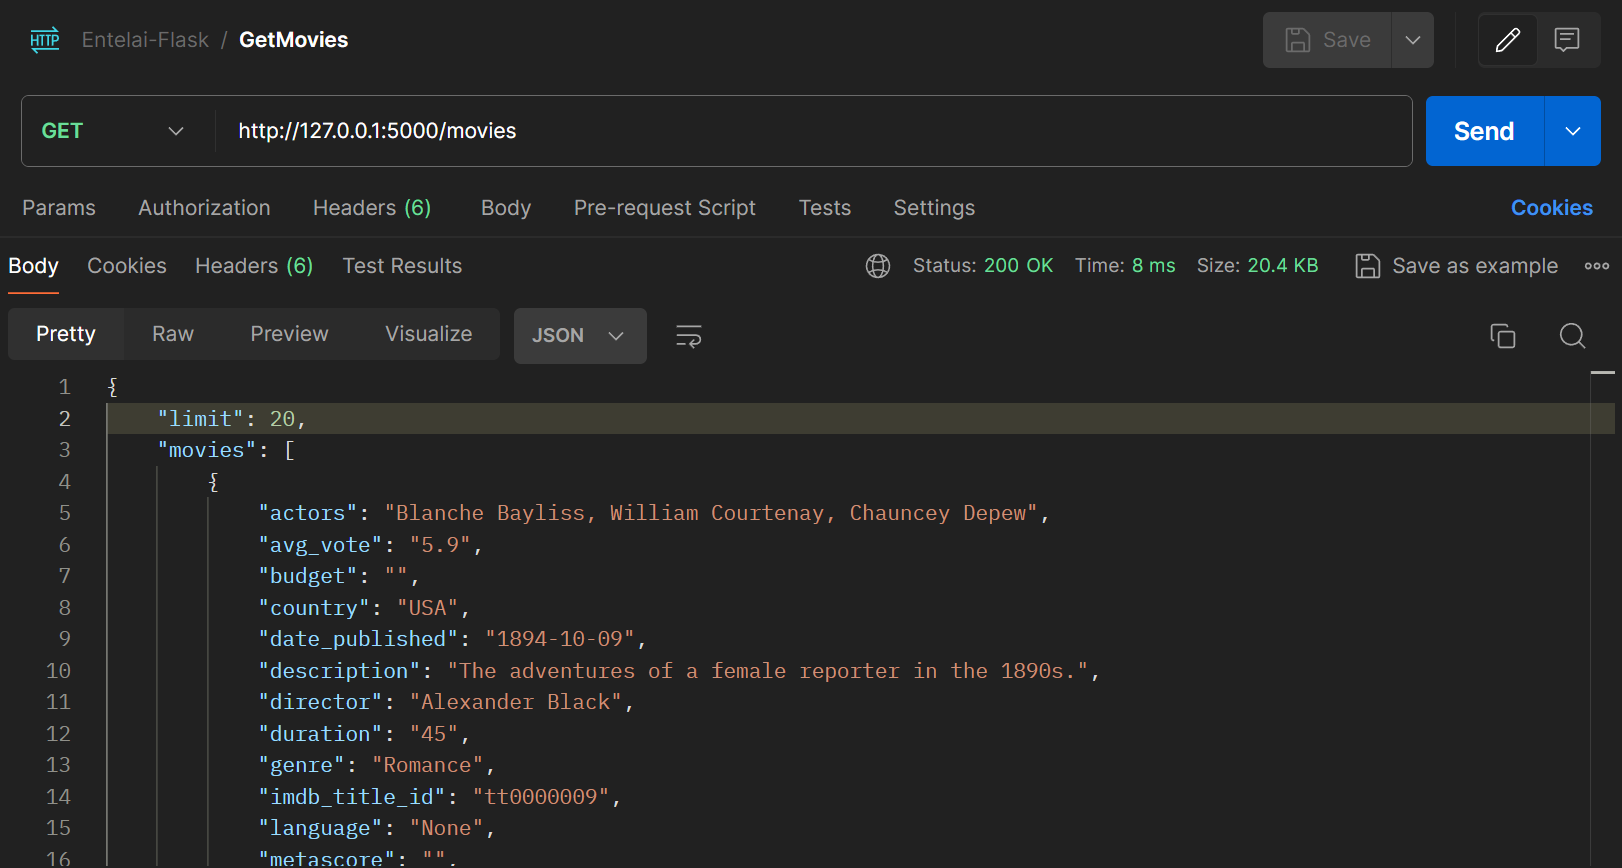 HTTP Entelai-Flask / GetMovies Save
GET http://127.0.0.1:5000/movies Send
Params Authorization Headers (6) Body Pre-request Script Tests Settings Cookies
Body Cookies Headers (6) Test Results Status: 200 OK Time: 8 ms Size: 20.4 KB Save as example
Pretty Raw Preview Visualize JSON
1 {
2 "limit": 20,
3 "movies": [
4 {
5 "actors": "Blanche Bayliss, William Courtenay, Chauncey Depew",
6 "avg_vote": "5.9",
7 "budget": "",
8 "country": "USA",
9 "date_published": "1894-10-09",
10 "description": "The adventures of a female reporter in the 1890s.",
11 "director": "Alexander Black",
12 "duration": "45",
13 "genre": "Romance",
14 "imdb_title_id": "tt0000009",
15 "language": "None",
16 "metascore": "",